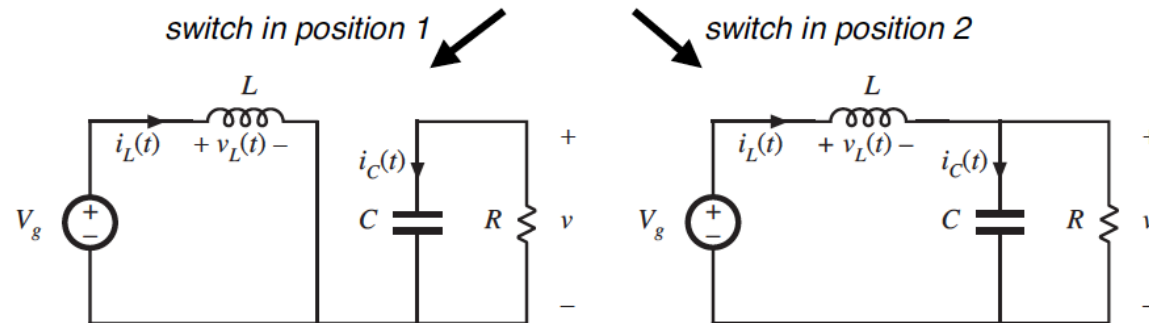 switch in position 1
switch in position 2
L
i_L(t)
+ v_L(t) –
i_C(t)
+
V_g
+
–
C
R
v
–
L
i_L(t)
+ v_L(t) –
i_C(t)
+
V_g
+
–
C
R
v
–